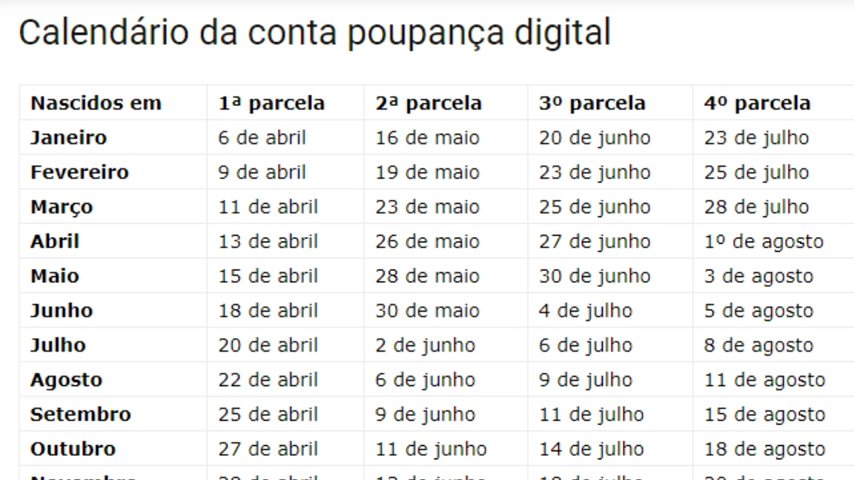 Calendário da conta poupança digital
Nascidos em 1ª parcela 2ª parcela 3º parcela 4º parcela
Janeiro 6 de abril 16 de maio 20 de junho 23 de julho
Fevereiro 9 de abril 19 de maio 23 de junho 25 de julho
Março 11 de abril 23 de maio 25 de junho 28 de julho
Abril 13 de abril 26 de maio 27 de junho 1º de agosto
Maio 15 de abril 28 de maio 30 de junho 3 de agosto
Junho 18 de abril 30 de maio 4 de julho 5 de agosto
Julho 20 de abril 2 de junho 6 de julho 8 de agosto
Agosto 22 de abril 6 de junho 9 de julho 11 de agosto
Setembro 25 de abril 9 de junho 11 de julho 15 de agosto
Outubro 27 de abril 11 de junho 14 de julho 18 de agosto